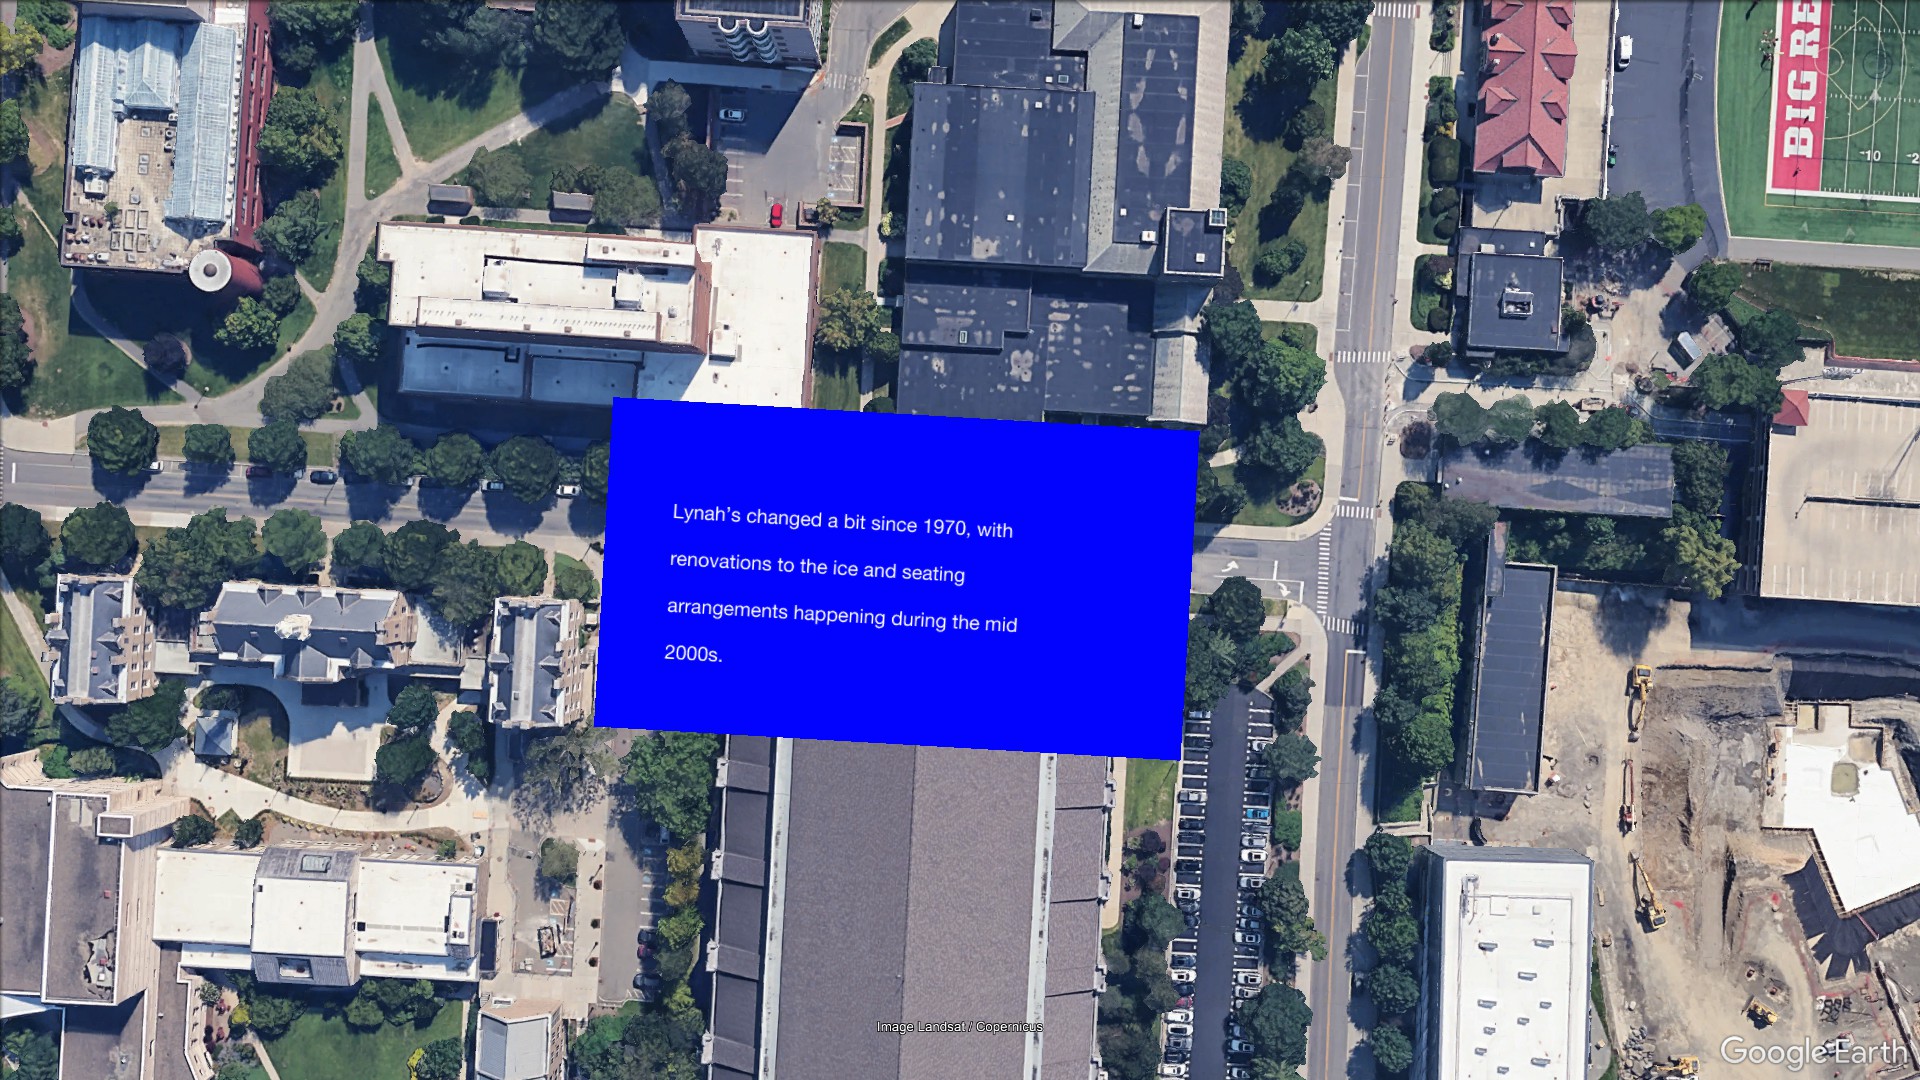 BIG RE
10
2
Lynah's changed a bit since 1970, with
renovations to the ice and seating
arrangements happening during the mid
2000s.
Image Landsat / Copernicus
Google Earth